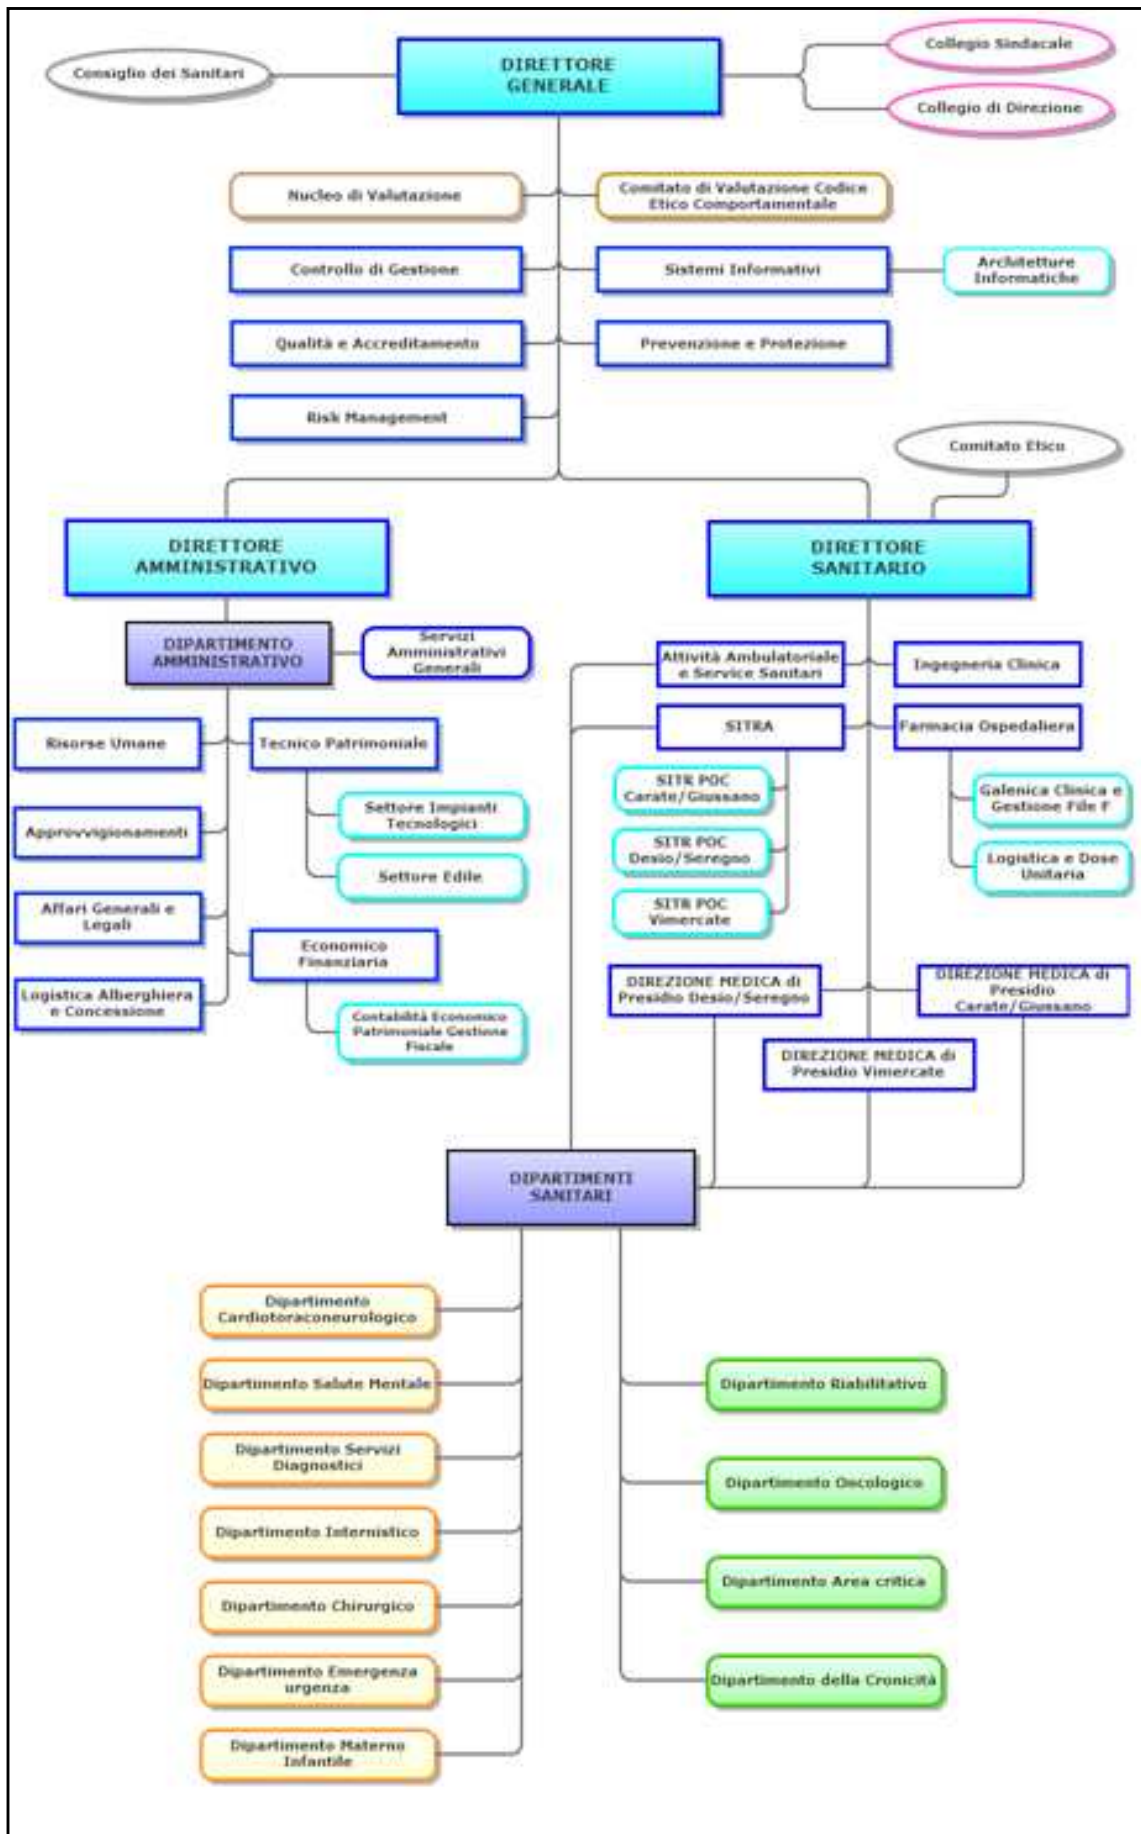 Consiglio dei Sanitari
DIRETTORE
GENERALE
Collegio Sindacale
Collegio di Direzione
Nucleo di Valutazione
Comitato di Valutazione Codice
Etico Comportamentale
Controllo di Gestione
Sistemi Informativi
Architetture
Informatiche
Qualità e Accreditamento
Prevenzione e Protezione
Risk Management
Comitato Etico
DIRETTORE
AMMINISTRATIVO
DIRETTORE
SANITARIO
DIPARTIMENTO
AMMINISTRATIVO
Servizi
Amministrativi
Generali
Attività Ambulatoriale
e Service Sanitari
Ingegneria Clinica
Risorse Umane
Tecnico Patrimoniale
SITRA
Farmacia Ospedaliera
Settore Impianti
Tecnologici
SITR POC
Carate/Giussano
Galenica Clinica e
Gestione File F
Approvvigionamenti
Settore Edile
SITR POC
Desio/Seregno
Logistica e Dose
Unitaria
Affari Generali e
Legali
SITR POC
Vimercate
Economico
Finanziaria
Logistica Alberghiera
e Concessione
Contabilità Economico
Patrimoniale Gestione
Fiscale
DIREZIONE MEDICA di
Presidio Desio/Seregno
DIREZIONE MEDICA di
Presidio
Carate/Giussano
DIREZIONE MEDICA di
Presidio Vimercate
DIPARTIMENTI
SANITARI
Dipartimento
Cardiotoraconeurologico
Dipartimento Salute Mentale
Dipartimento Riabilitativo
Dipartimento Servizi
Diagnostici
Dipartimento Oncologico
Dipartimento Internistico
Dipartimento Area critica
Dipartimento Chirurgico
Dipartimento Emergenza
urgenza
Dipartimento della Cronicità
Dipartimento Materno
Infantile